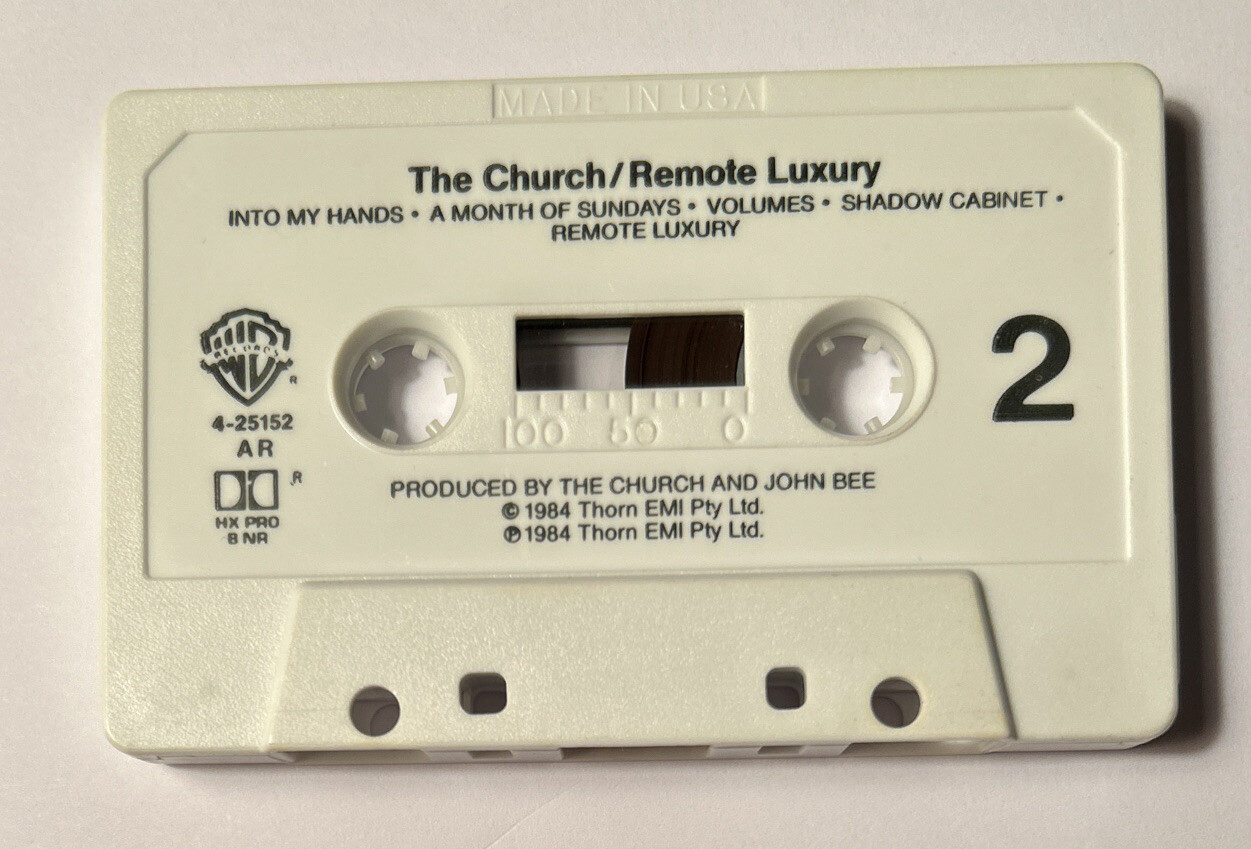 MADE IN USA
The Church/Remote Luxury
INTO MY HANDS • A MONTH OF SUNDAYS • VOLUMES • SHADOW CABINET •
REMOTE LUXURY
RECORDS
R
2
4-25152
AR
R
HX PRO
B NR
100 50 0
PRODUCED BY THE CHURCH AND JOHN BEE
© 1984 Thorn EMI Pty Ltd.
℗ 1984 Thorn EMI Pty Ltd.